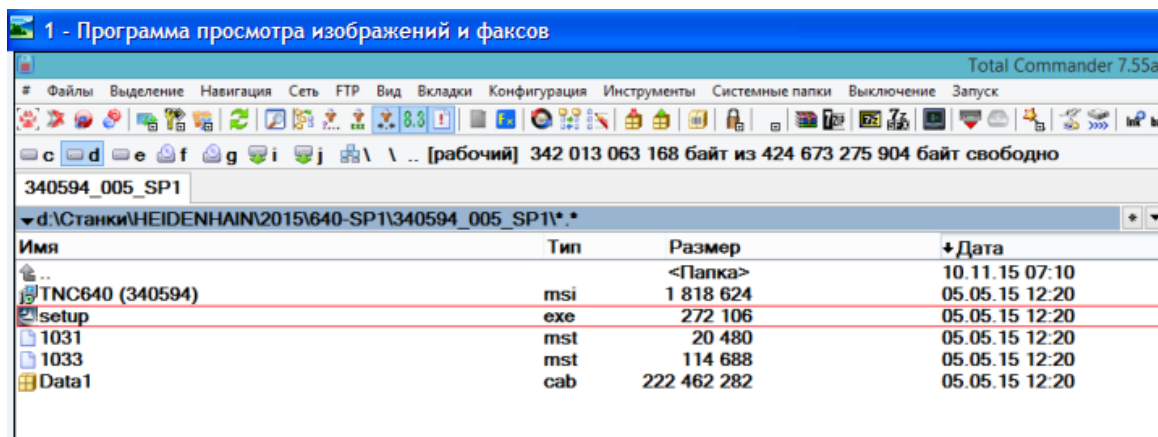 1 - Программа просмотра изображений и факсов
Total Commander 7.55a
# Файлы Выделение Навигация Сеть FTP Вид Вкладки Конфигурация Инструменты Системные папки Выключение Запуск
8.3
c d e f g i j \ \ .. [рабочий] 342 013 063 168 байт из 424 673 275 904 байт свободно
340594_005_SP1
d:\Станки\HEIDENHAIN\2015\640-SP1\340594_005_SP1\*.* *
Имя Тип Размер Дата
.. <Папка> 10.11.15 07:10
TNC640 (340594) msi 1 818 624 05.05.15 12:20
setup exe 272 106 05.05.15 12:20
1031 mst 20 480 05.05.15 12:20
1033 mst 114 688 05.05.15 12:20
Data1 cab 222 462 282 05.05.15 12:20